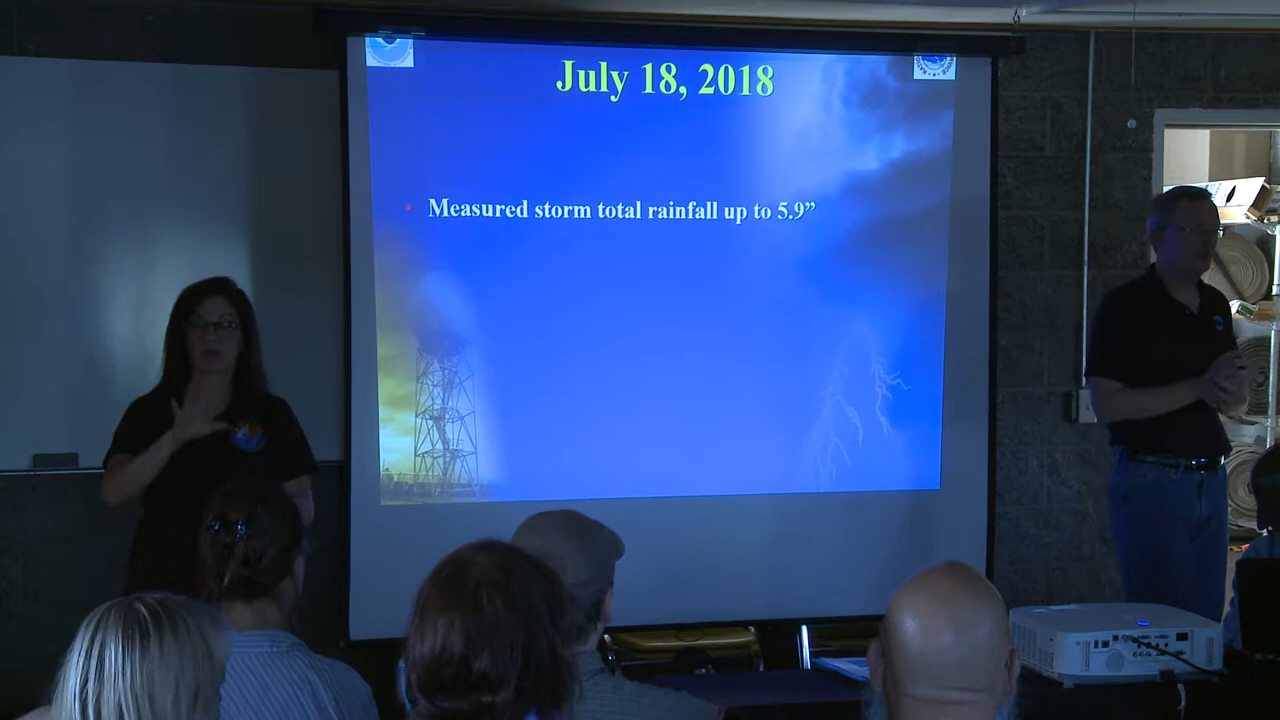 July 18, 2018
Measured storm total rainfall up to 5.9”